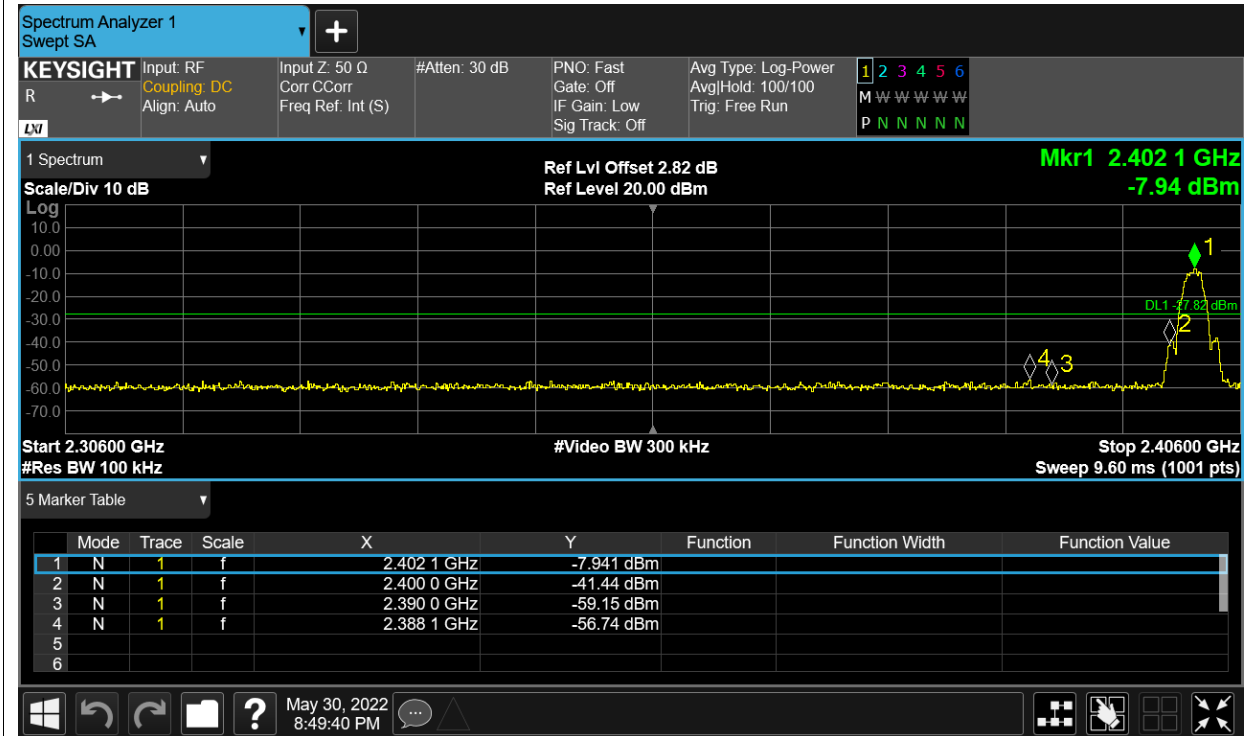 Spectrum Analyzer 1
Swept SA
+
KEYSIGHT Input: RF Input Z: 50 Ω #Atten: 30 dB PNO: Fast Avg Type: Log-Power 1 2 3 4 5 6
R Coupling: DC Corr CCorr Gate: Off Avg|Hold: 100/100 M W W W W W W
Align: Auto Freq Ref: Int (S) IF Gain: Low Trig: Free Run
LXI Sig Track: Off P N N N N N N
1 Spectrum Ref Lvl Offset 2.82 dB Mkr1 2.402 1 GHz
Scale/Div 10 dB Ref Level 20.00 dBm -7.94 dBm
Log
10.0
0.00 1
-10.0
-20.0
DL1 -27.82 dBm
-30.0 2
-40.0
-50.0 4 3
-60.0
-70.0
Start 2.30600 GHz #Video BW 300 kHz Stop 2.40600 GHz
#Res BW 100 kHz Sweep 9.60 ms (1001 pts)
5 Marker Table
Mode Trace Scale X Y Function Function Width Function Value
1 N 1 f 2.402 1 GHz -7.941 dBm
2 N 1 f 2.400 0 GHz -41.44 dBm
3 N 1 f 2.390 0 GHz -59.15 dBm
4 N 1 f 2.388 1 GHz -56.74 dBm
5
6
? May 30, 2022
8:49:40 PM